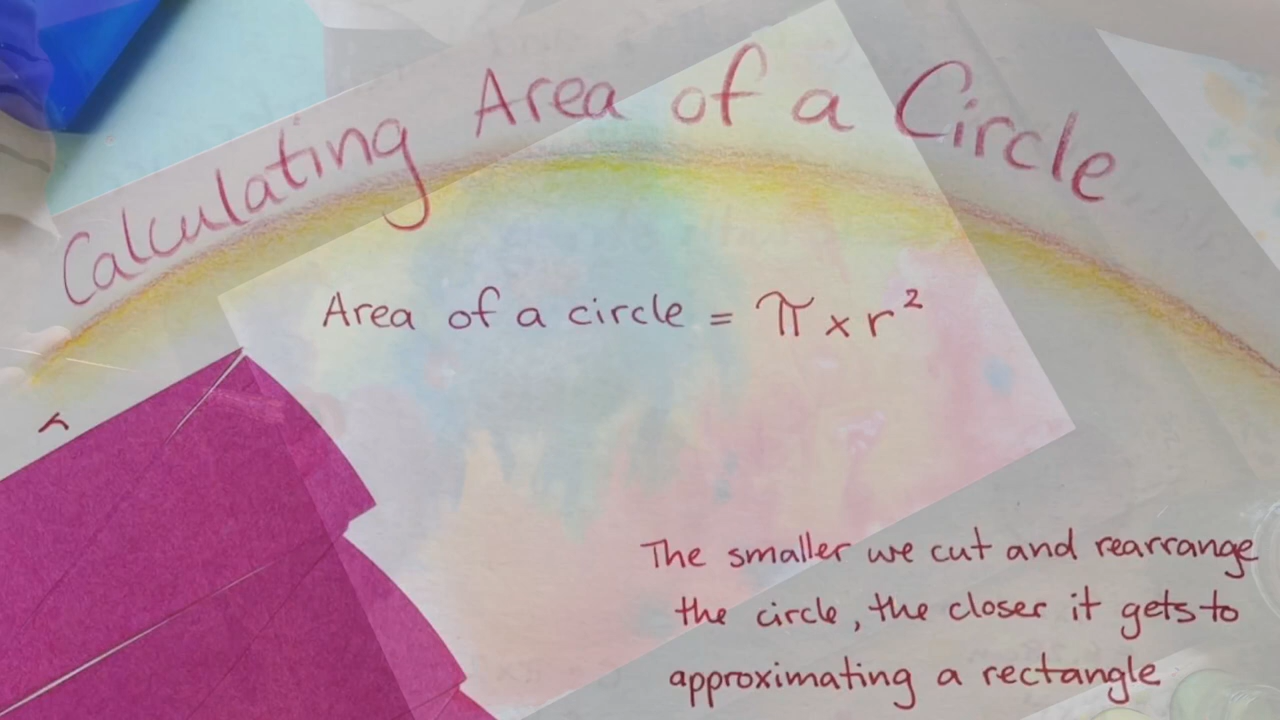 Calculating Area of a Circle
Area of a circle = π x r²
The smaller we cut and rearrange
the circle, the closer it gets to
approximating a rectangle